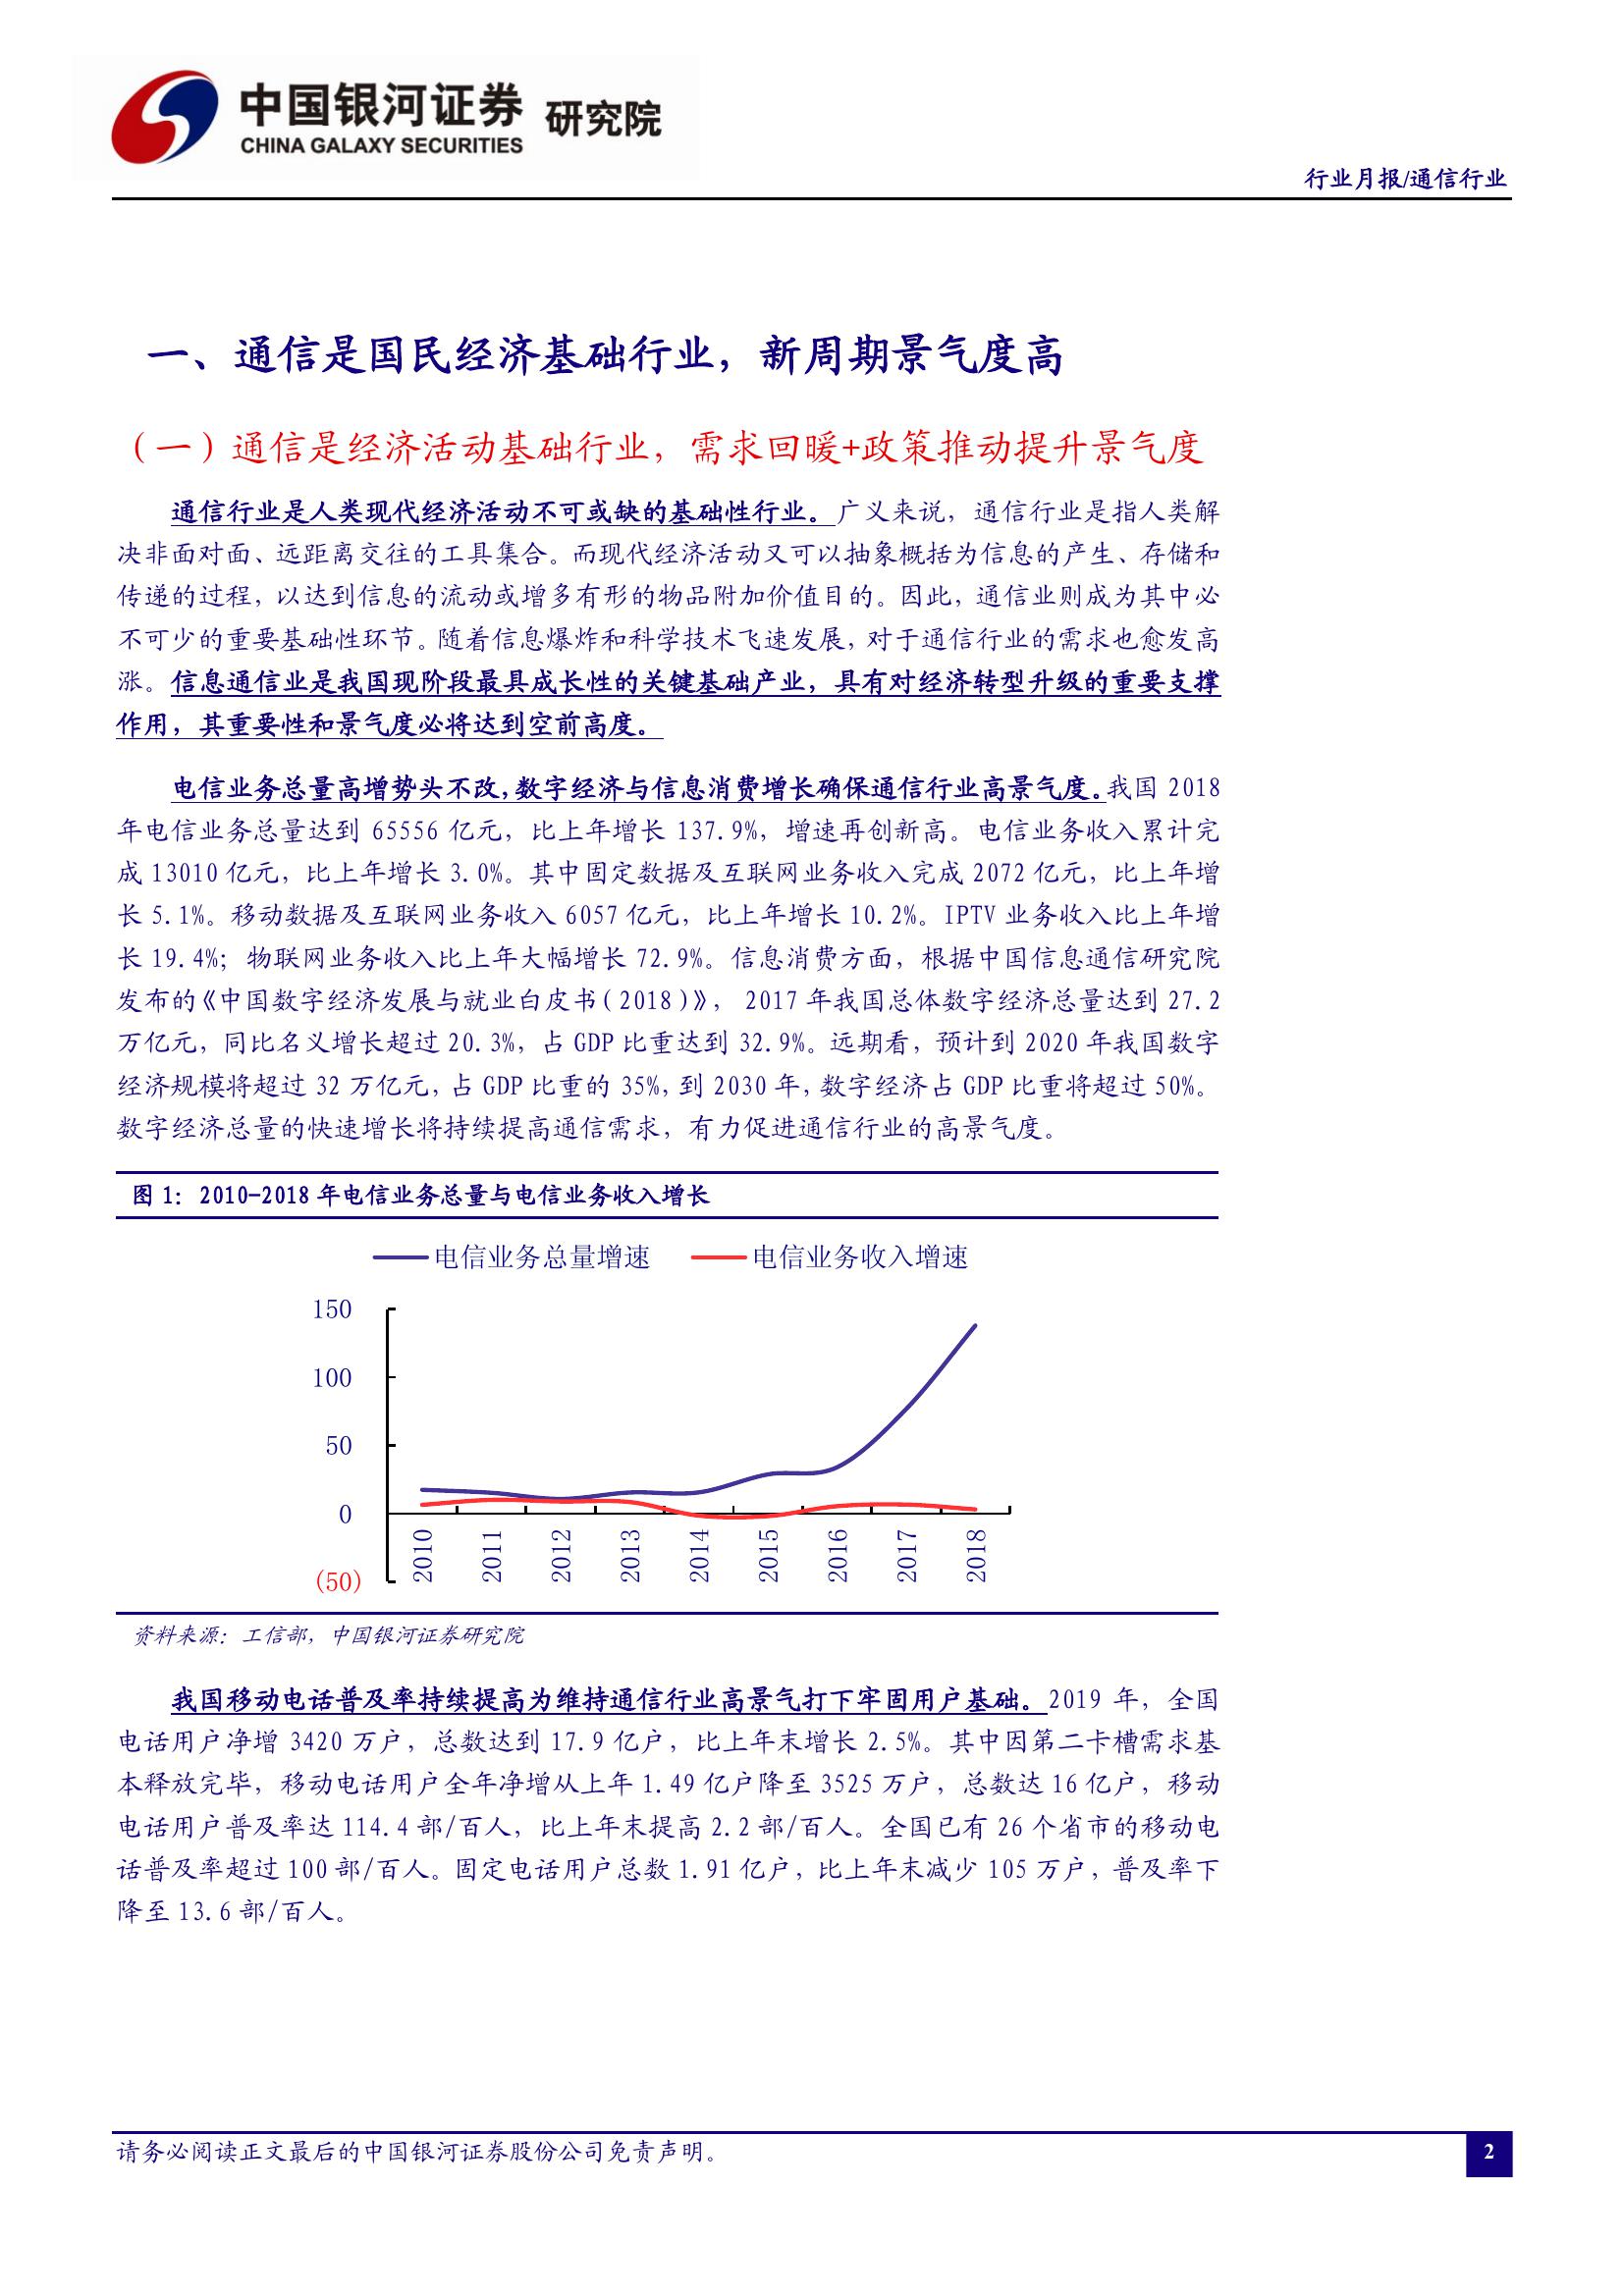 中国银河证券 研究院
CHINA GALAXY SECURITIES
行业月报/通信行业
一、通信是国民经济基础行业，新周期景气度高
（一）通信是经济活动基础行业，需求回暖+政策推动提升景气度
通信行业是人类现代经济活动不可或缺的基础性行业。广义来说，通信行业是指人类解
决非面对面、远距离交往的工具集合。而现代经济活动又可以抽象概括为信息的产生、存储和
传递的过程，以达到信息的流动或增多有形的物品附加价值目的。因此，通信业则成为其中必
不可少的重要基础性环节。随着信息爆炸和科学技术飞速发展，对于通信行业的需求也愈发高
涨。信息通信业是我国现阶段最具成长性的关键基础产业，具有对经济转型升级的重要支撑
作用，其重要性和景气度必将达到空前高度。
电信业务总量高增势头不改，数字经济与信息消费增长确保通信行业高景气度。我国 2018
年电信业务总量达到 65556 亿元，比上年增长 137.9%，增速再创新高。电信业务收入累计完
成 13010 亿元，比上年增长 3.0%。其中固定数据及互联网业务收入完成 2072 亿元，比上年增
长 5.1%。移动数据及互联网业务收入 6057 亿元，比上年增长 10.2%。IPTV 业务收入比上年增
长 19.4%；物联网业务收入比上年大幅增长 72.9%。信息消费方面，根据中国信息通信研究院
发布的《中国数字经济发展与就业白皮书（2018）》， 2017 年我国总体数字经济总量达到 27.2
万亿元，同比名义增长超过 20.3%，占 GDP 比重达到 32.9%。远期看，预计到 2020 年我国数字
经济规模将超过 32 万亿元，占 GDP 比重的 35%，到 2030 年，数字经济占 GDP 比重将超过 50%。
数字经济总量的快速增长将持续提高通信需求，有力促进通信行业的高景气度。
图 1：2010-2018 年电信业务总量与电信业务收入增长
电信业务总量增速 电信业务收入增速
150
100
50
0
(50)
2010 2011 2012 2013 2014 2015 2016 2017 2018
资料来源：工信部，中国银河证券研究院
我国移动电话普及率持续提高为维持通信行业高景气打下牢固用户基础。2019 年，全国
电话用户净增 3420 万户，总数达到 17.9 亿户，比上年末增长 2.5%。其中因第二卡槽需求基
本释放完毕，移动电话用户全年净增从上年 1.49 亿户降至 3525 万户，总数达 16 亿户，移动
电话用户普及率达 114.4 部/百人，比上年末提高 2.2 部/百人。全国已有 26 个省市的移动电
话普及率超过 100 部/百人。固定电话用户总数 1.91 亿户，比上年末减少 105 万户，普及率下
降至 13.6 部/百人。
请务必阅读正文最后的中国银河证券股份公司免责声明。
2